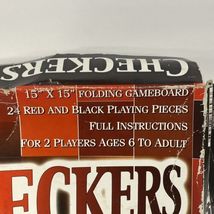 CHECKERS
15" X 15" FOLDING GAMEBOARD
24 RED AND BLACK PLAYING PIECES
FULL INSTRUCTIONS
FOR 2 PLAYERS AGES 6 TO ADULT
ECKERS